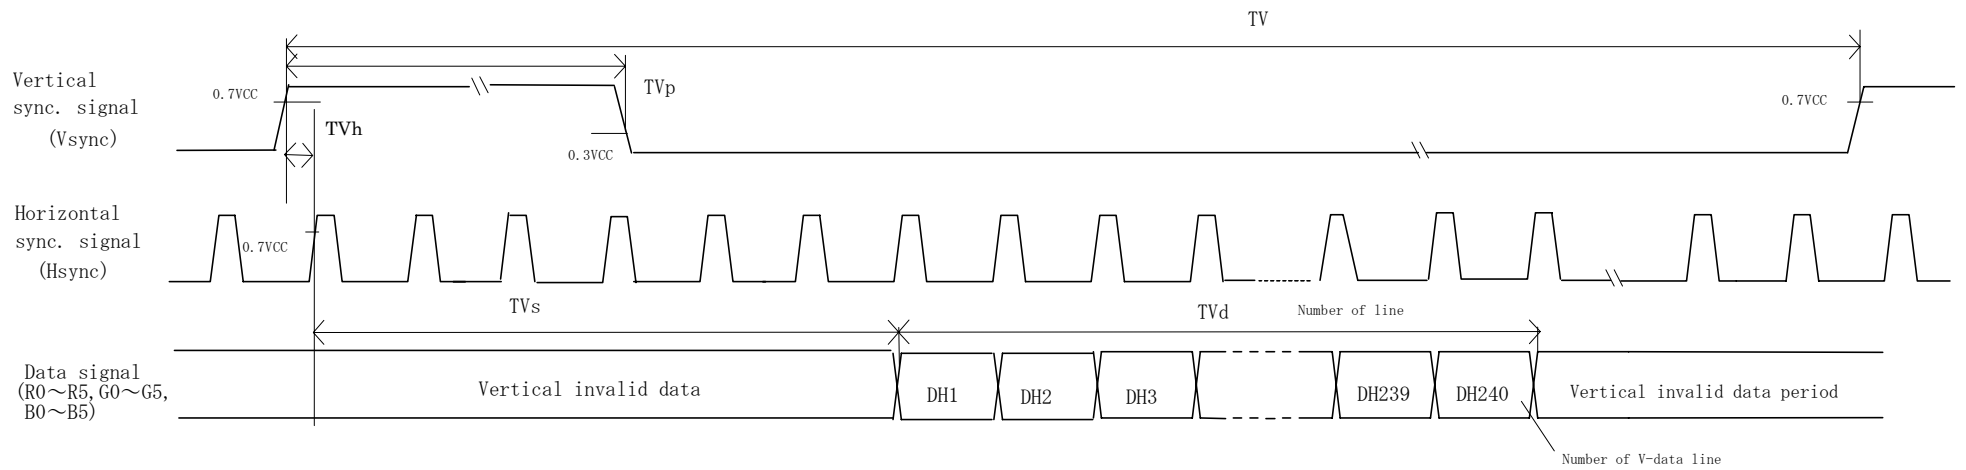 TV
Vertical
sync. signal
(Vsync)
0.7VCC
TVp
TVh
0.3VCC
0.7VCC
Horizontal
sync. signal
(Hsync)
0.7VCC
TVs
TVd
Number of line
Data signal
(R0～R5,G0～G5,
B0～B5)
Vertical invalid data
DH1
DH2
DH3
DH239
DH240
Vertical invalid data period
Number of V-data line